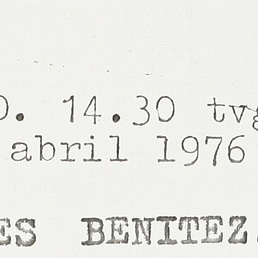 0. 14.30 tvg
abril 1976
ES BENITEZ.